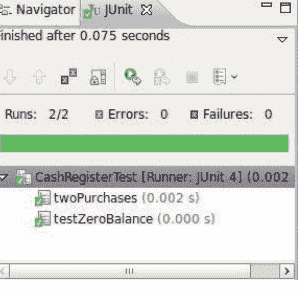 Navigator JUnit
Finished after 0.075 seconds
Runs: 2/2 Errors: 0 Failures: 0
CashRegisterTest [Runner: JUnit 4] (0.002
twoPurchases (0.002 s)
testZeroBalance (0.000 s)